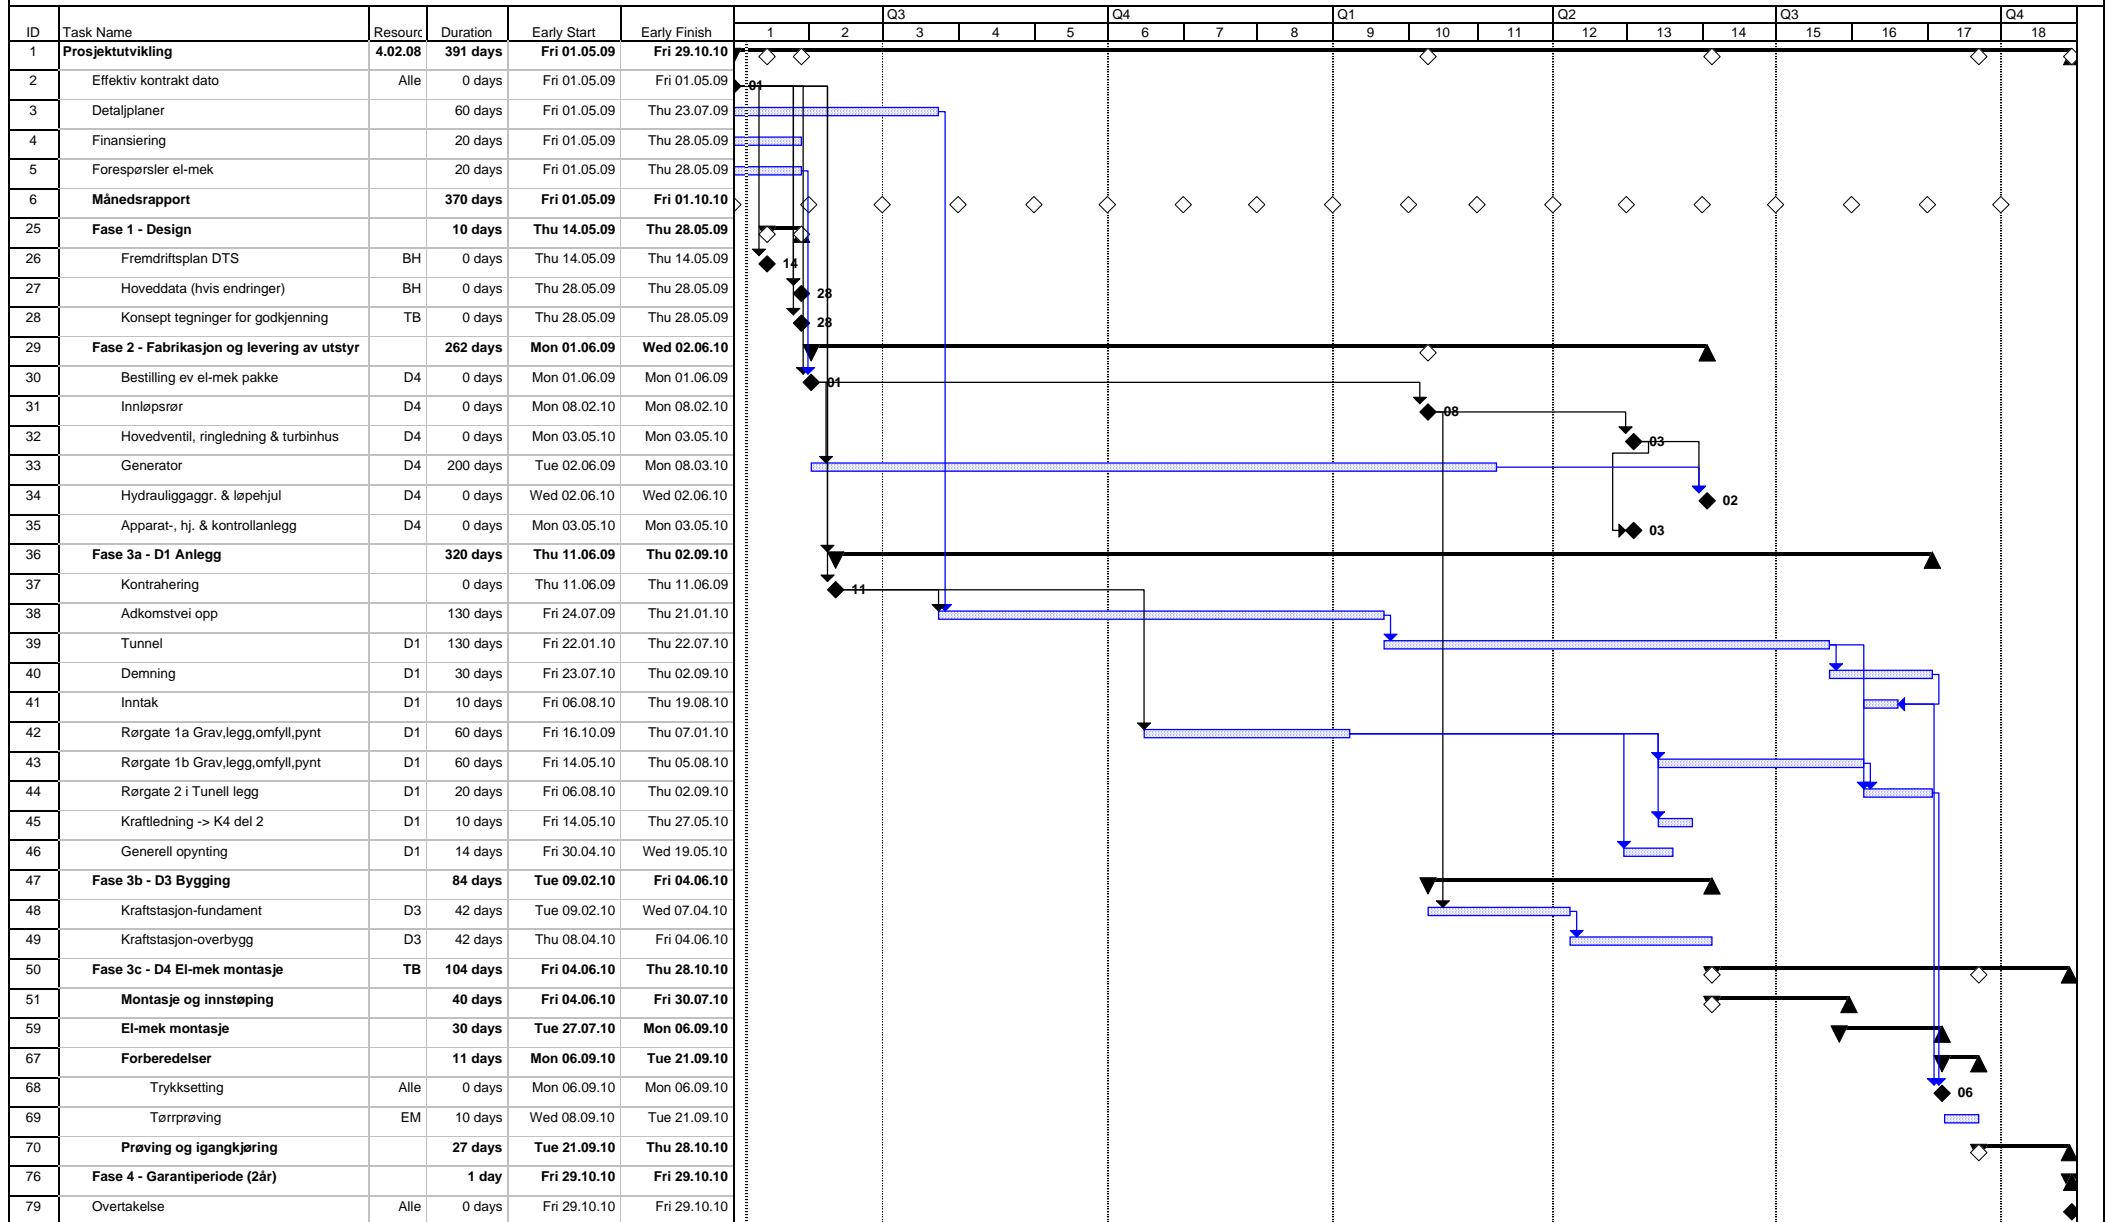 Q3 Q4 Q1 Q2 Q3 Q4
ID Task Name Resourc Duration Early Start Early Finish 1 2 3 4 5 6 7 8 9 10 11 12 13 14 15 16 17 18
1 Prosjektutvikling 4.02.08 391 days Fri 01.05.09 Fri 29.10.10
2 Effektiv kontrakt dato Alle 0 days Fri 01.05.09 Fri 01.05.09 01
3 Detaljplaner 60 days Fri 01.05.09 Thu 23.07.09
4 Finansiering 20 days Fri 01.05.09 Thu 28.05.09
5 Forespørsler el-mek 20 days Fri 01.05.09 Thu 28.05.09
6 Månedsrapport 370 days Fri 01.05.09 Fri 01.10.10
25 Fase 1 - Design 10 days Thu 14.05.09 Thu 28.05.09
26 Fremdriftsplan DTS BH 0 days Thu 14.05.09 Thu 14.05.09 14
27 Hoveddata (hvis endringer) BH 0 days Thu 28.05.09 Thu 28.05.09 28
28 Konsept tegninger for godkjenning TB 0 days Thu 28.05.09 Thu 28.05.09 28
29 Fase 2 - Fabrikasjon og levering av utstyr 262 days Mon 01.06.09 Wed 02.06.10
30 Bestilling ev el-mek pakke D4 0 days Mon 01.06.09 Mon 01.06.09 01
31 Innløpsrør D4 0 days Mon 08.02.10 Mon 08.02.10 08
32 Hovedventil, ringledning & turbinhus D4 0 days Mon 03.05.10 Mon 03.05.10 03
33 Generator D4 200 days Tue 02.06.09 Mon 08.03.10
34 Hydrauliggaggr. & løpehjul D4 0 days Wed 02.06.10 Wed 02.06.10 02
35 Apparat-, hj. & kontrollanlegg D4 0 days Mon 03.05.10 Mon 03.05.10 03
36 Fase 3a - D1 Anlegg 320 days Thu 11.06.09 Thu 02.09.10
37 Kontrahering 0 days Thu 11.06.09 Thu 11.06.09 11
38 Adkomstvei opp 130 days Fri 24.07.09 Thu 21.01.10
39 Tunnel D1 130 days Fri 22.01.10 Thu 22.07.10
40 Demning D1 30 days Fri 23.07.10 Thu 02.09.10
41 Inntak D1 10 days Fri 06.08.10 Thu 19.08.10
42 Rørgate 1a Grav,legg,omfyll,pynt D1 60 days Fri 16.10.09 Thu 07.01.10
43 Rørgate 1b Grav,legg,omfyll,pynt D1 60 days Fri 14.05.10 Thu 05.08.10
44 Rørgate 2 i Tunell legg D1 20 days Fri 06.08.10 Thu 02.09.10
45 Kraftledning -> K4 del 2 D1 10 days Fri 14.05.10 Thu 27.05.10
46 Generell opynting D1 14 days Fri 30.04.10 Wed 19.05.10
47 Fase 3b - D3 Bygging 84 days Tue 09.02.10 Fri 04.06.10
48 Kraftstasjon-fundament D3 42 days Tue 09.02.10 Wed 07.04.10
49 Kraftstasjon-overbygg D3 42 days Thu 08.04.10 Fri 04.06.10
50 Fase 3c - D4 El-mek montasje TB 104 days Fri 04.06.10 Thu 28.10.10
51 Montasje og innstøping 40 days Fri 04.06.10 Fri 30.07.10
59 El-mek montasje 30 days Tue 27.07.10 Mon 06.09.10
67 Forberedelser 11 days Mon 06.09.10 Tue 21.09.10
68 Trykksetting Alle 0 days Mon 06.09.10 Mon 06.09.10 06
69 Tørrprøving EM 10 days Wed 08.09.10 Tue 21.09.10
70 Prøving og igangkjøring 27 days Tue 21.09.10 Thu 28.10.10
76 Fase 4 - Garantiperiode (2år) 1 day Fri 29.10.10 Fri 29.10.10
79 Overtakelse Alle 0 days Fri 29.10.10 Fri 29.10.10